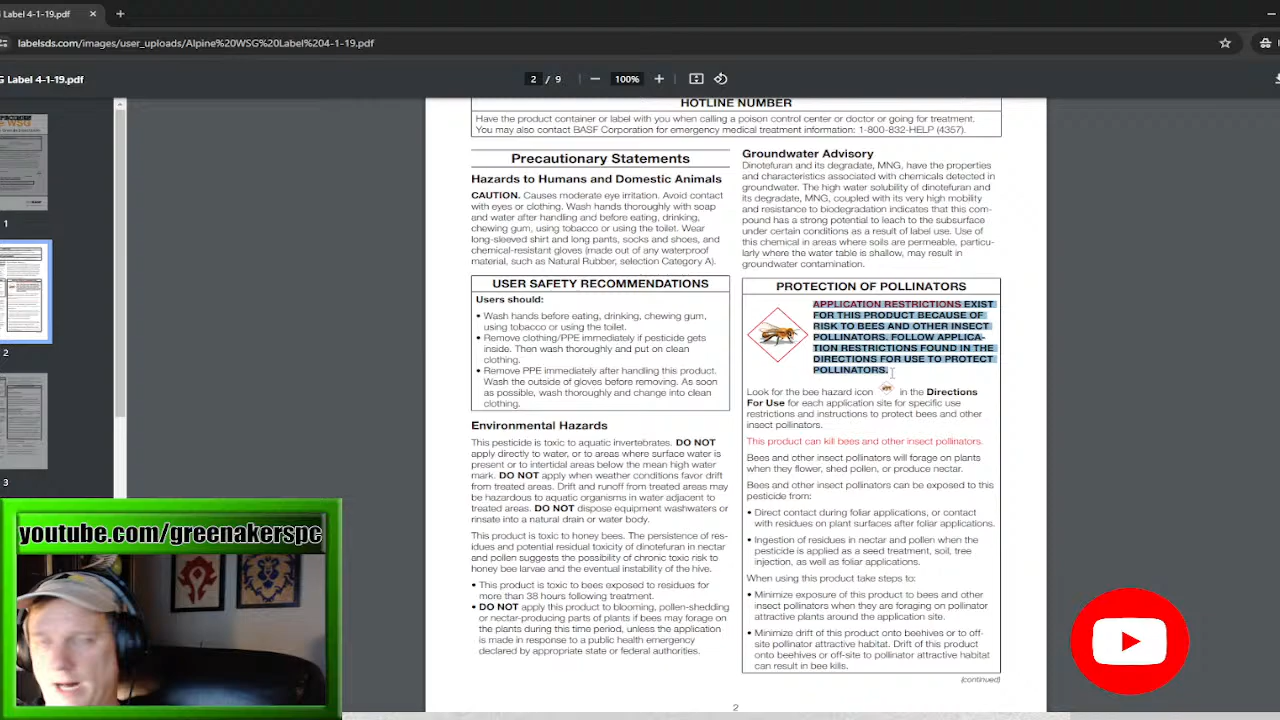 Label 4-1-19.pdf
labelsds.com/images/user_uploads/Alpine%20WSG%20Label%204-1-19.pdf
G Label 4-1-19.pdf
2 / 9
100%
WSG
1
2
3
HOTLINE NUMBER
Have the product container or label with you when calling a poison control center or doctor or going for treatment.
You may also contact BASF Corporation for emergency medical treatment information: 1-800-832-HELP (4357).
Precautionary Statements
Hazards to Humans and Domestic Animals
CAUTION. Causes moderate eye irritation. Avoid contact
with eyes or clothing. Wash hands thoroughly with soap
and water after handling and before eating, drinking,
chewing gum, using tobacco or using the toilet. Wear
long-sleeved shirt and long pants, socks and shoes, and
chemical-resistant gloves (made out of any waterproof
material, such as Natural Rubber, selection Category A).
USER SAFETY RECOMMENDATIONS
Users should:
• Wash hands before eating, drinking, chewing gum,
using tobacco or using the toilet.
• Remove clothing/PPE immediately if pesticide gets
inside. Then wash thoroughly and put on clean
clothing.
• Remove PPE immediately after handling this product.
Wash the outside of gloves before removing. As soon
as possible, wash thoroughly and change into clean
clothing.
Environmental Hazards
This pesticide is toxic to aquatic invertebrates. DO NOT
apply directly to water, or to areas where surface water is
present or to intertidal areas below the mean high water
mark. DO NOT apply when weather conditions favor drift
from treated areas. Drift and runoff from treated areas may
be hazardous to aquatic organisms in water adjacent to
treated areas. DO NOT dispose equipment washwaters or
rinsate into a natural drain or water body.
This product is toxic to honey bees. The persistence of res-
idues and potential residual toxicity of dinotefuran in nectar
and pollen suggests the possibility of chronic toxic risk to
honey bee larvae and the eventual instability of the hive.
• This product is toxic to bees exposed to residues for
more than 38 hours following treatment.
• DO NOT apply this product to blooming, pollen-shedding
or nectar-producing parts of plants if bees may forage on
the plants during this time period, unless the application
is made in response to a public health emergency
declared by appropriate state or federal authorities.
Groundwater Advisory
Dinotefuran and its degradate, MNG, have the properties
and characteristics associated with chemicals detected in
groundwater. The high water solubility of dinotefuran and
its degradate, MNG, coupled with its very high mobility
and resistance to biodegradation indicates that this com-
pound has a strong potential to leach to the subsurface
under certain conditions as a result of label use. Use of
this chemical in areas where soils are permeable, particu-
larly where the water table is shallow, may result in
groundwater contamination.
PROTECTION OF POLLINATORS
APPLICATION RESTRICTIONS EXIST
FOR THIS PRODUCT BECAUSE OF
RISK TO BEES AND OTHER INSECT
POLLINATORS. FOLLOW APPLICA-
TION RESTRICTIONS FOUND IN THE
DIRECTIONS FOR USE TO PROTECT
POLLINATORS.
Look for the bee hazard icon in the Directions
For Use for each application site for specific use
restrictions and instructions to protect bees and other
insect pollinators.
This product can kill bees and other insect pollinators.
Bees and other insect pollinators will forage on plants
when they flower, shed pollen, or produce nectar.
Bees and other insect pollinators can be exposed to this
pesticide from:
• Direct contact during foliar applications, or contact
with residues on plant surfaces after foliar applications.
• Ingestion of residues in nectar and pollen when the
pesticide is applied as a seed treatment, soil, tree
injection, as well as foliar applications.
When using this product take steps to:
• Minimize exposure of this product to bees and other
insect pollinators when they are foraging on pollinator
attractive plants around the application site.
• Minimize drift of this product onto beehives or to off-
site pollinator attractive habitat. Drift of this product
onto beehives or off-site to pollinator attractive habitat
can result in bee kills.
(continued)
2
youtube.com/greenakerspc